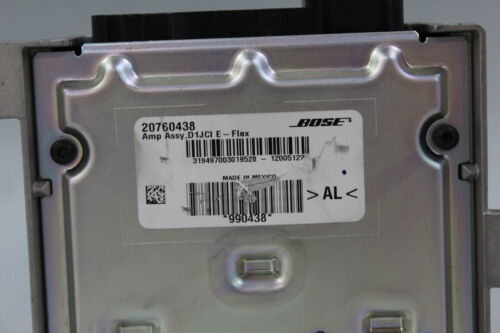 20760438
BOSE
Amp Assy,D1JCI E-Flex
319497003019528 - 12005122
MADE IN MEXICO
>AL<
*990438*